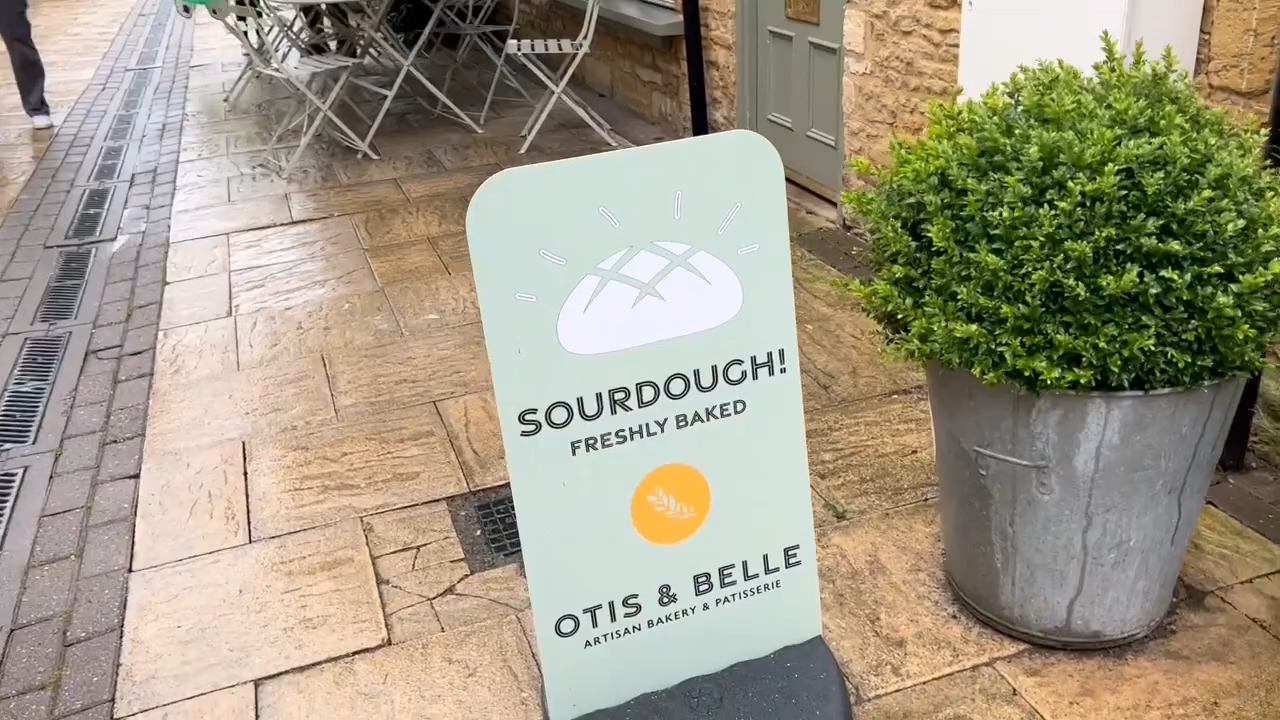 SOURDOUGH!
FRESHLY BAKED
OTIS & BELLE
ARTISAN BAKERY & PATISSERIE